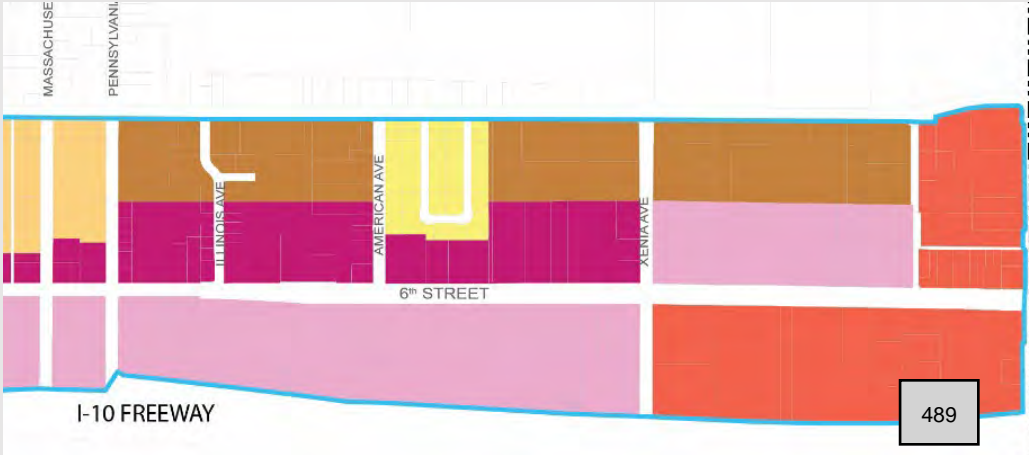 MASSACHUSE
PENNSYLVANI
ILLINOIS AVE
AMERICAN AVE
XENIA AVE
6th STREET
I-10 FREEWAY
489